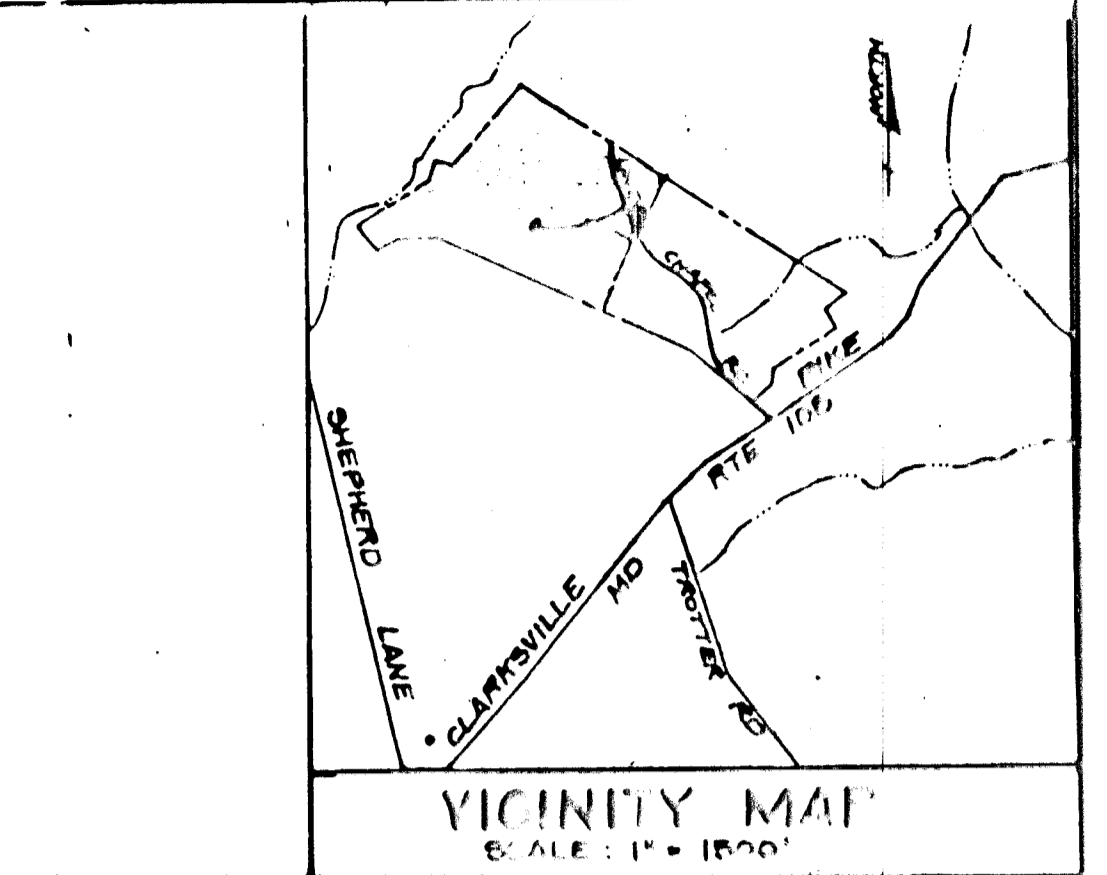 SHEPHERD LANE
CLARKSVILLE PIKE
MD RTE 108
TROTTER RD
VICINITY MAP
SCALE : 1" = 1500'